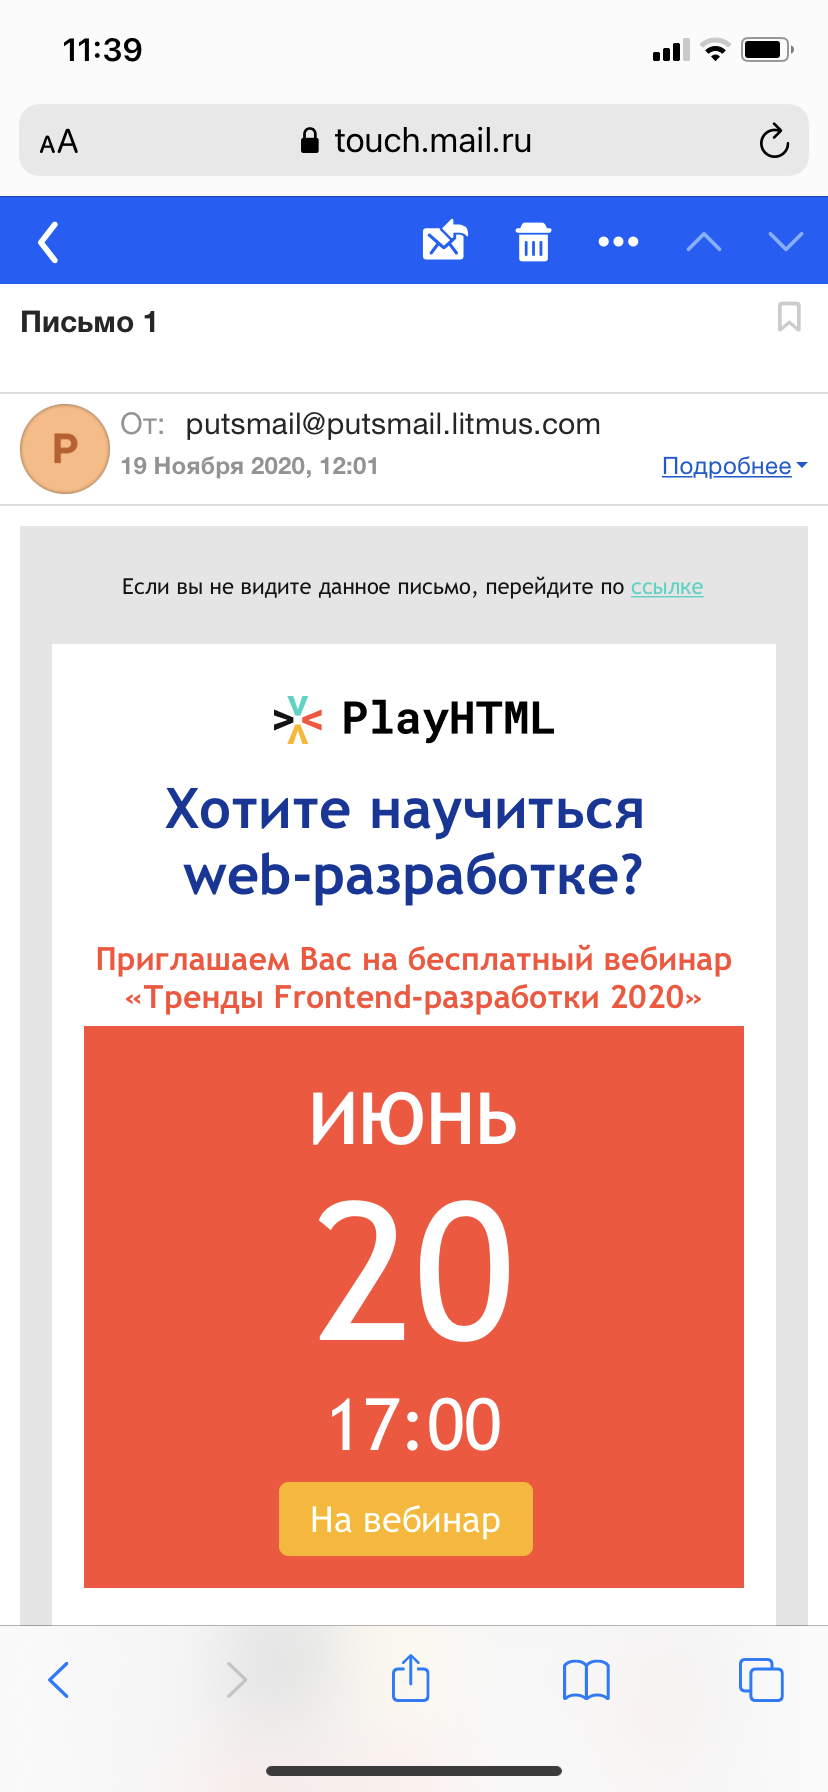 11:39
AA touch.mail.ru
Письмо 1
P
От: putsmail@putsmail.litmus.com
19 Ноября 2020, 12:01 Подробнее
Если вы не видите данное письмо, перейдите по ссылке
PlayHTML
Хотите научиться
web-разработке?
Приглашаем Вас на бесплатный вебинар
«Тренды Frontend-разработки 2020»
ИЮНЬ
20
17:00
На вебинар